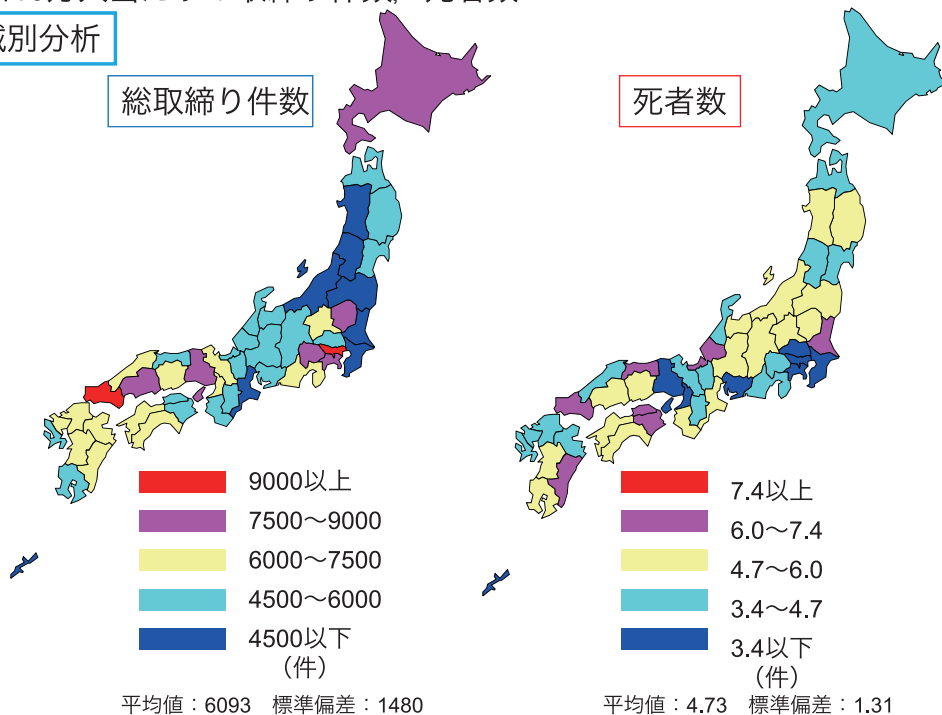 域別分析
総取締り件数
死者数
9000以上
7500〜9000
6000〜7500
4500〜6000
4500以下
（件）
平均値：6093　標準偏差：1480
7.4以上
6.0〜7.4
4.7〜6.0
3.4〜4.7
3.4以下
（件）
平均値：4.73　標準偏差：1.31